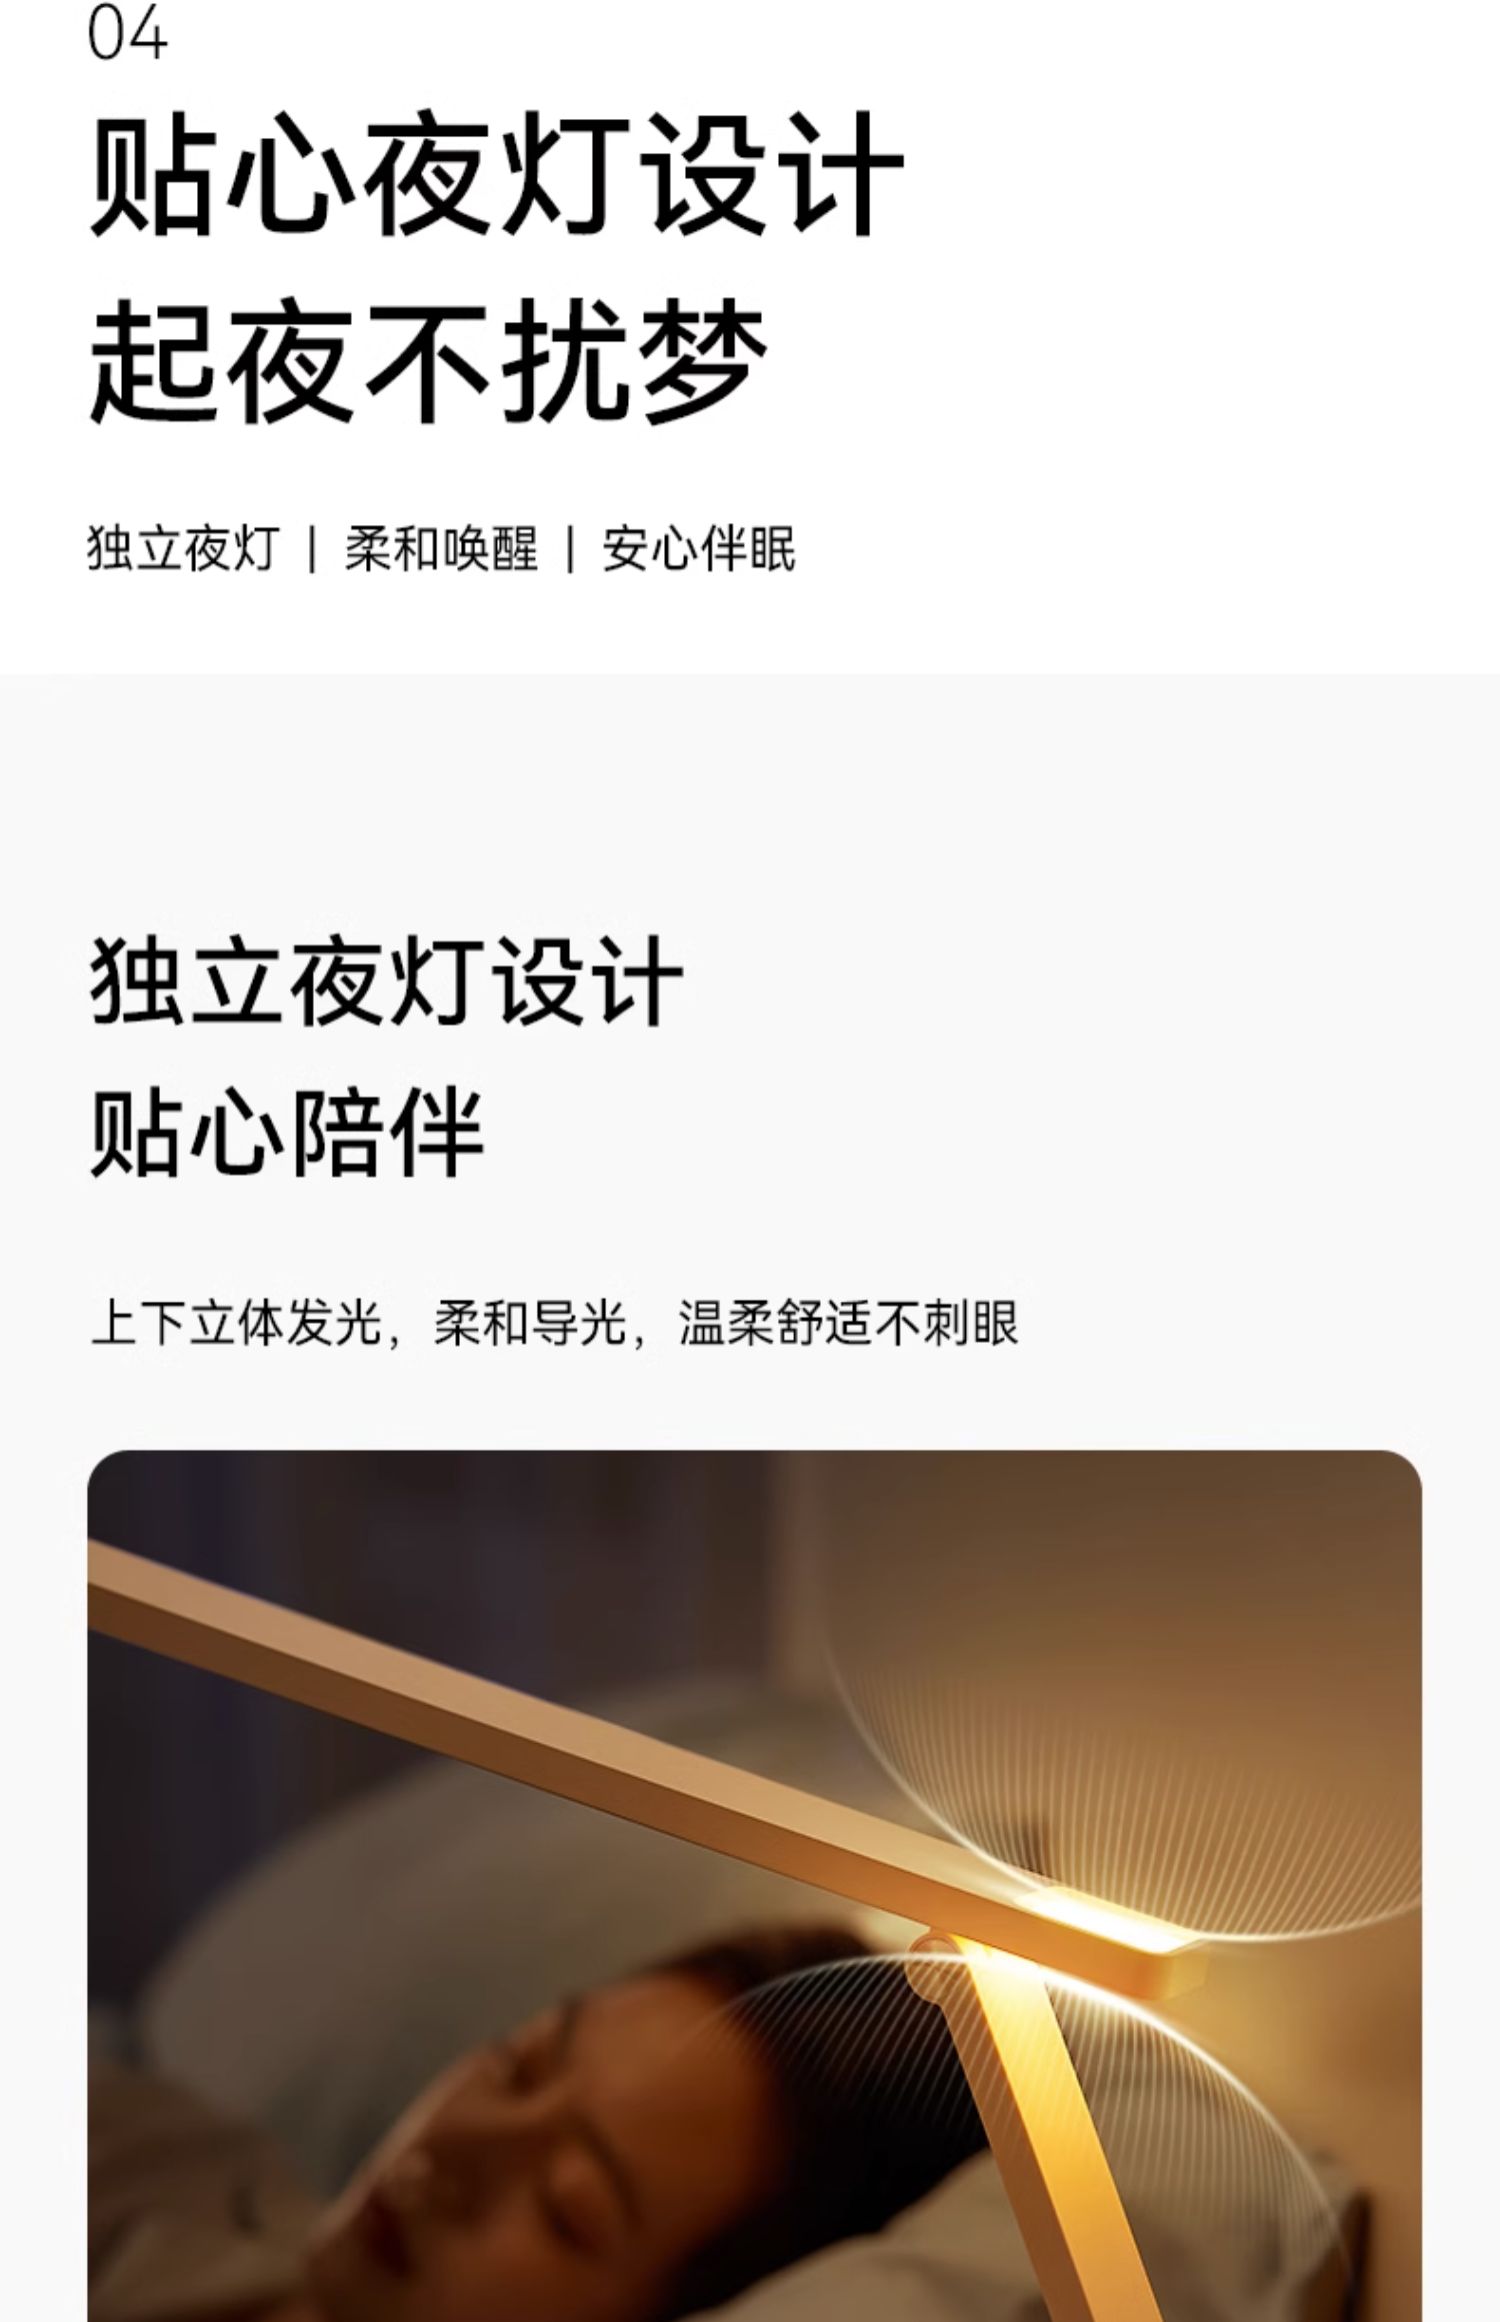 04
贴心夜灯设计
起夜不扰梦
独立夜灯 | 柔和唤醒 | 安心伴眠
独立夜灯设计
贴心陪伴
上下立体发光，柔和导光，温柔舒适不刺眼